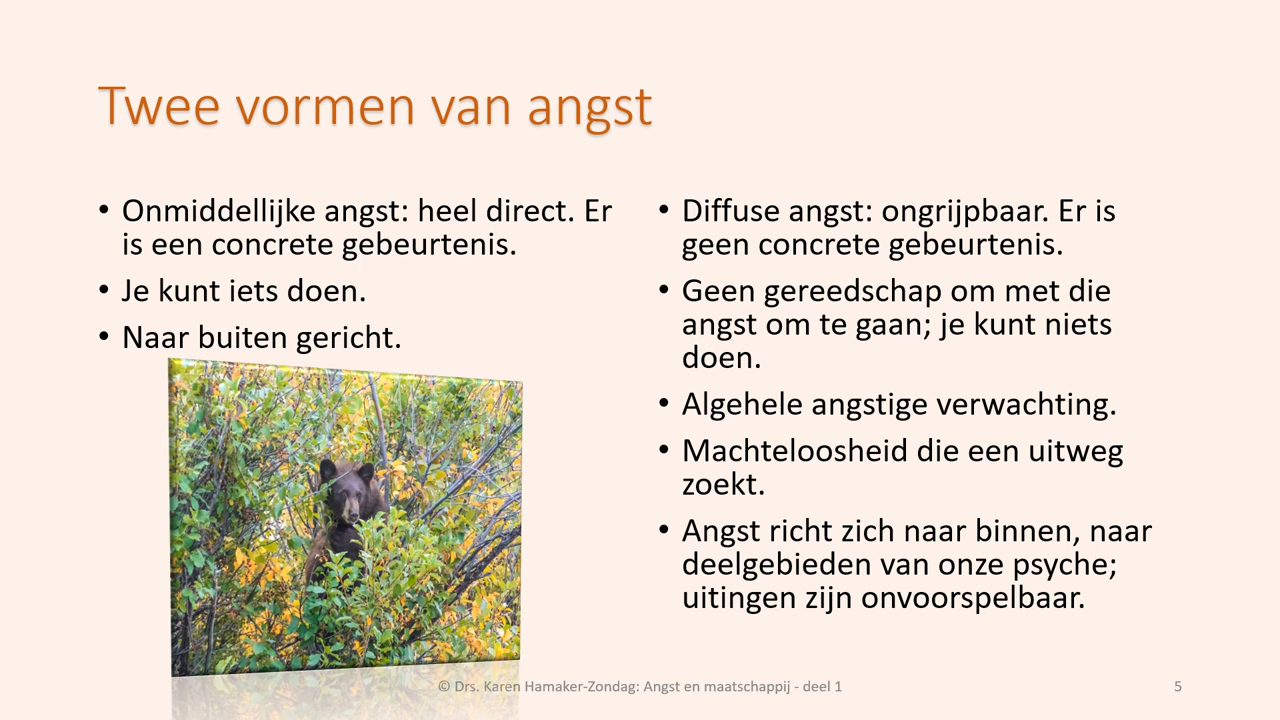 Twee vormen van angst
• Onmiddellijke angst: heel direct. Er
is een concrete gebeurtenis.
• Je kunt iets doen.
• Naar buiten gericht.
• Diffuse angst: ongrijpbaar. Er is
geen concrete gebeurtenis.
• Geen gereedschap om met die
angst om te gaan; je kunt niets
doen.
• Algehele angstige verwachting.
• Machteloosheid die een uitweg
zoekt.
• Angst richt zich naar binnen, naar
deelgebieden van onze psyche;
uitingen zijn onvoorspelbaar.
© Drs. Karen Hamaker-Zondag: Angst en maatschappij - deel 1
5